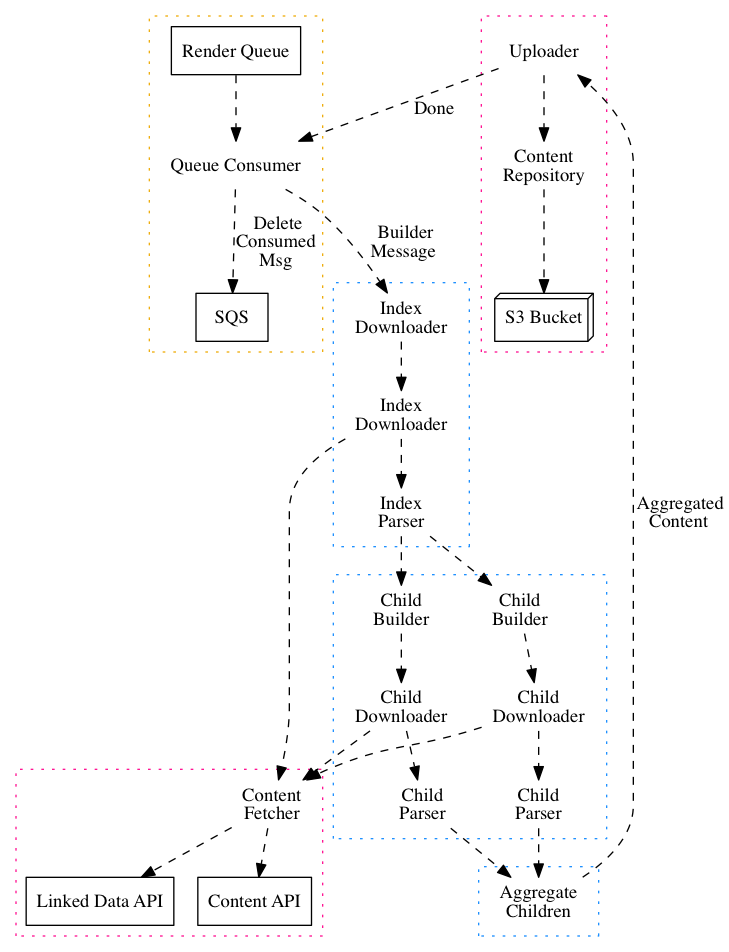 Render Queue
Uploader
Done
Queue Consumer
Content
Repository
Delete
Consumed
Msg
Builder
Message
SQS
Index
Downloader
S3 Bucket
Index
Downloader
Index
Parser
Aggregated
Content
Child
Builder
Child
Builder
Child
Downloader
Child
Downloader
Content
Fetcher
Child
Parser
Child
Parser
Linked Data API
Content API
Aggregate
Children